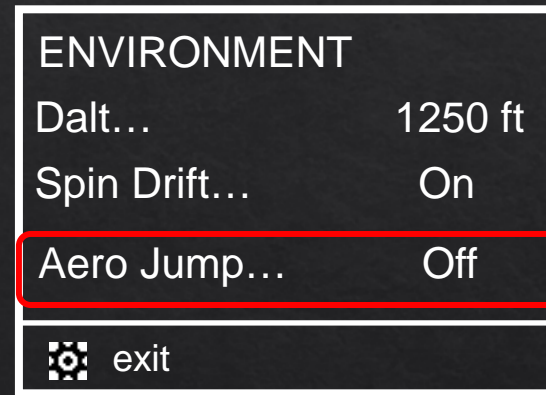 ENVIRONMENT
Dalt… 1250 ft
Spin Drift… On
Aero Jump… Off
exit